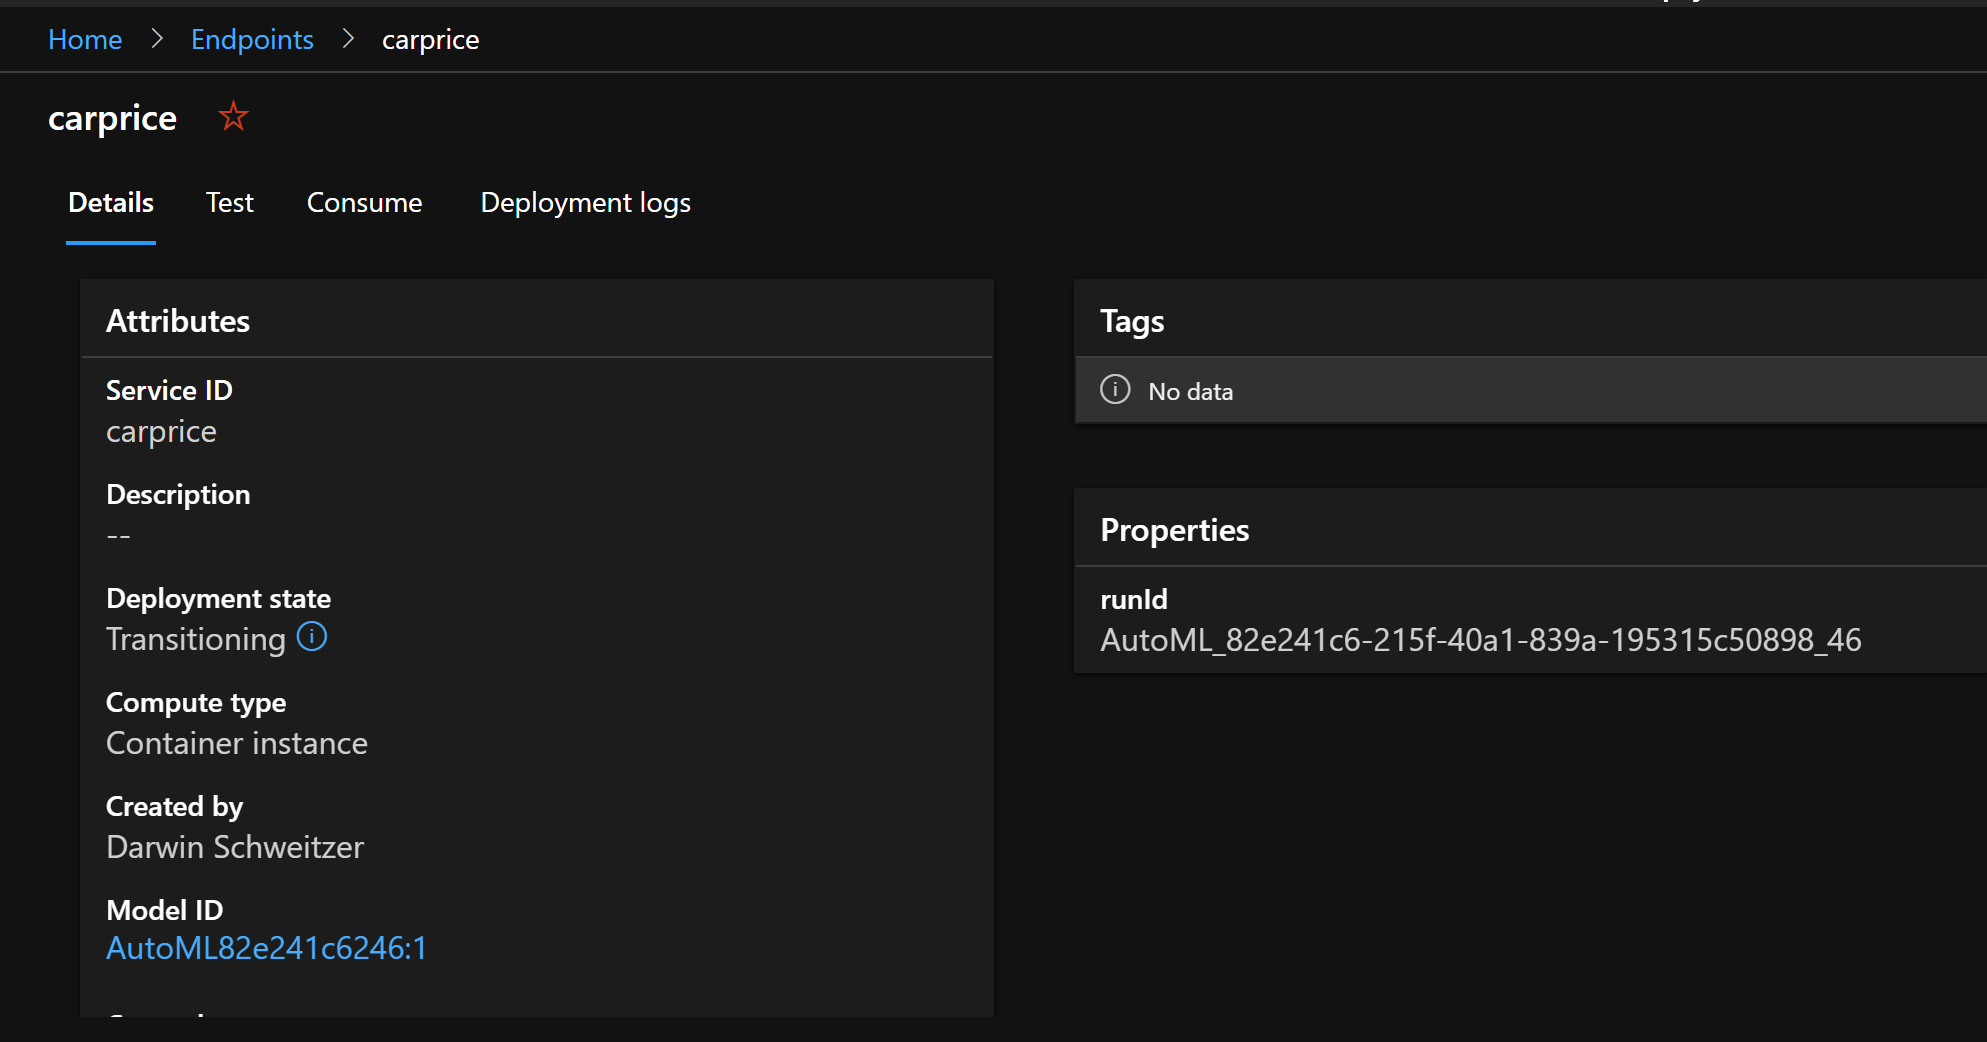 Home > Endpoints > carprice
carprice
Details Test Consume Deployment logs
Attributes
Service ID
carprice
Description
--
Deployment state
Transitioning
Compute type
Container instance
Created by
Darwin Schweitzer
Model ID
AutoML82e241c6246:1
Tags
No data
Properties
runId
AutoML_82e241c6-215f-40a1-839a-195315c50898_46